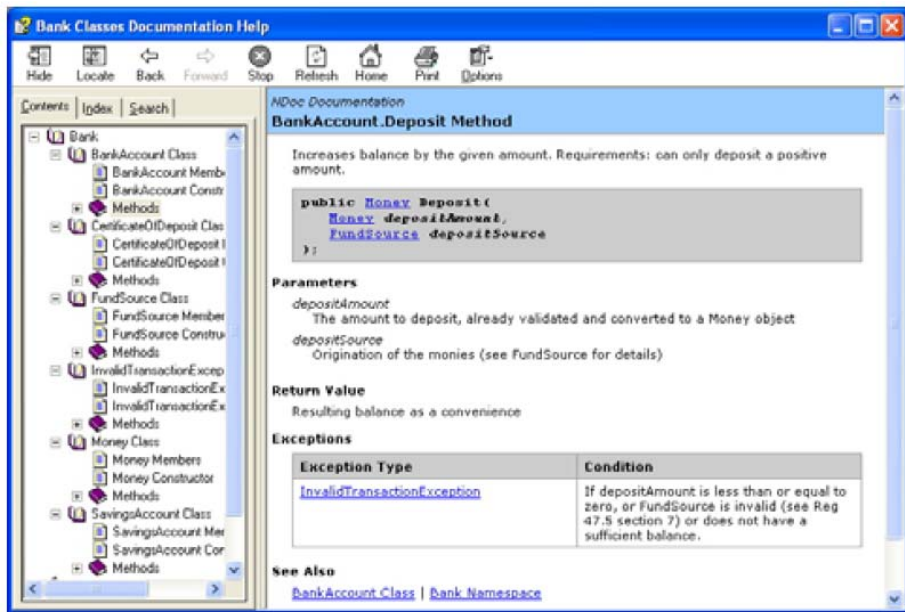 Bank Classes Documentation Help
Hide Locate Back Forward Stop Refresh Home Print Options
Contents Index Search
Bank
BankAccount Class
BankAccount Memb
BankAccount Constr
Methods
CertificateOfDeposit Clas
CertificateOfDeposit
CertificateOfDeposit
Methods
FundSource Class
FundSource Member
FundSource Constru
Methods
InvalidTransactionExcep
InvalidTransactionEx
InvalidTransactionEx
Methods
Money Class
Money Members
Money Constructor
Methods
SavingsAccount Class
SavingsAccount Mer
SavingsAccount Cor
Methods
NDoc Documentation
BankAccount.Deposit Method
Increases balance by the given amount. Requirements: can only deposit a positive
amount.
public Money Deposit(
Money depositAmount,
FundSource depositSource
);
Parameters
depositAmount
The amount to deposit, already validated and converted to a Money object
depositSource
Origination of the monies (see FundSource for details)
Return Value
Resulting balance as a convenience
Exceptions
Exception Type Condition
InvalidTransactionException
If depositAmount is less than or equal to
zero, or FundSource is invalid (see Reg
47.5 section 7) or does not have a
sufficient balance.
See Also
BankAccount Class | Bank Namespace